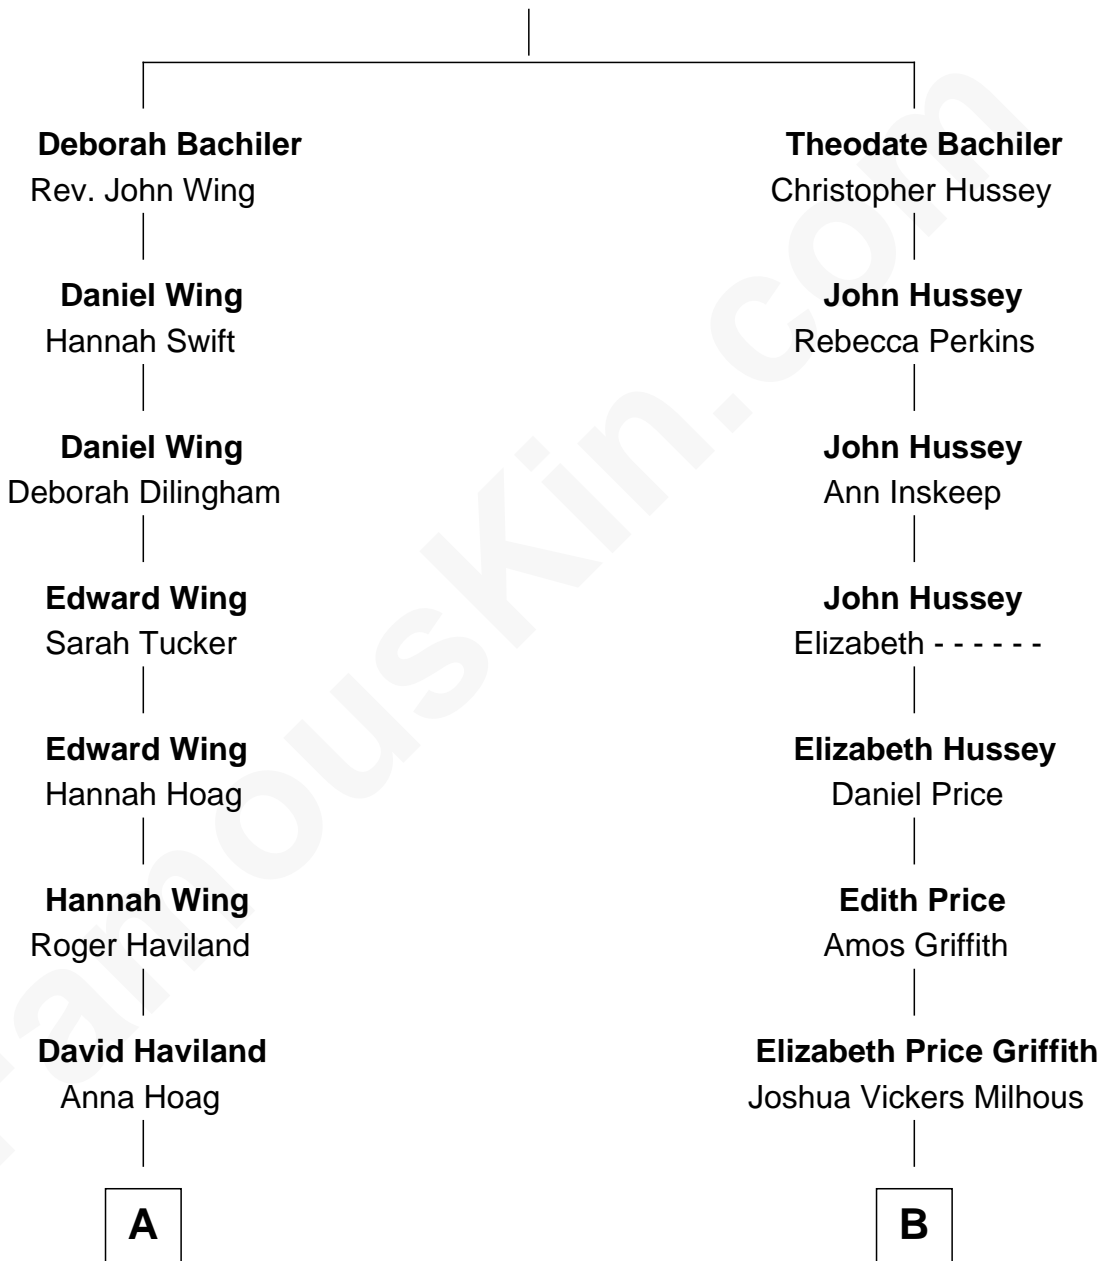 Deborah Bachiler
Rev. John Wing
Daniel Wing
Hannah Swift
Daniel Wing
Deborah Dilingham
Edward Wing
Sarah Tucker
Edward Wing
Hannah Hoag
Hannah Wing
Roger Haviland
David Haviland
Anna Hoag
A
Theodate Bachiler
Christopher Hussey
John Hussey
Rebecca Perkins
John Hussey
Ann Inskeep
John Hussey
Elizabeth - - - - - -
Elizabeth Hussey
Daniel Price
Edith Price
Amos Griffith
Elizabeth Price Griffith
Joshua Vickers Milhous
B
FamousKin.com